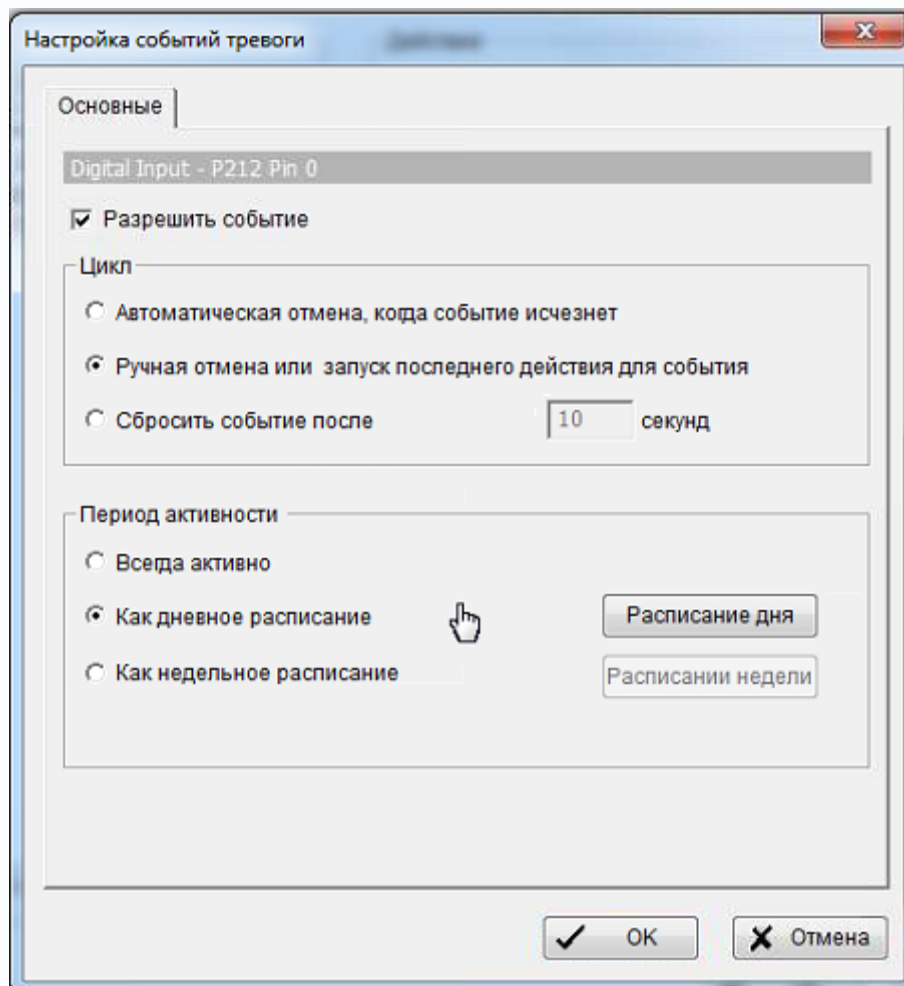 Настройка событий тревоги
Основные
Digital Input - P212 Pin 0
Разрешить событие
Цикл
Автоматическая отмена, когда событие исчезнет
Ручная отмена или запуск последнего действия для события
Сбросить событие после 10 секунд
Период активности
Всегда активно
Как дневное расписание Расписание дня
Как недельное расписание Расписании недели
OK Отмена